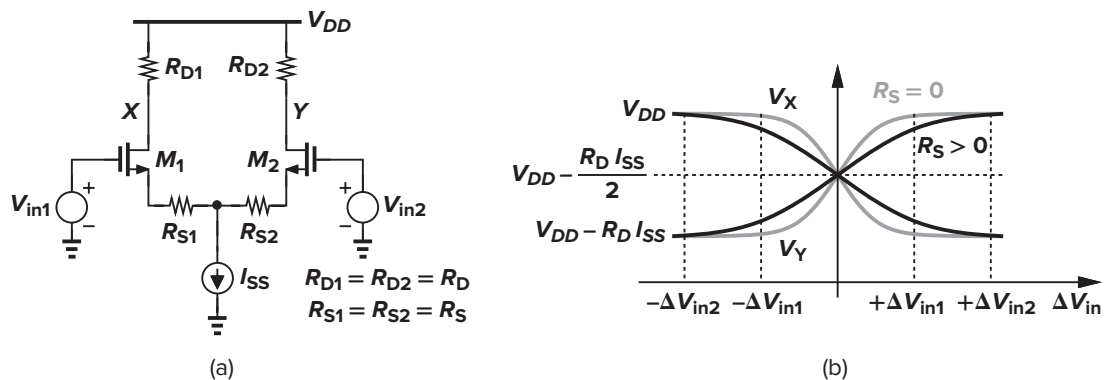 V_DD
R_D1
R_D2
X
Y
M_1
M_2
V_in1
+
−
R_S1
R_S2
+
−
V_in2
I_SS
R_D1 = R_D2 = R_D
R_S1 = R_S2 = R_S
(a)
V_X
R_S = 0
V_DD
R_S > 0
V_DD − R_D I_SS / 2
V_DD − R_D I_SS
V_Y
−ΔV_in2
−ΔV_in1
+ΔV_in1
+ΔV_in2
ΔV_in
(b)